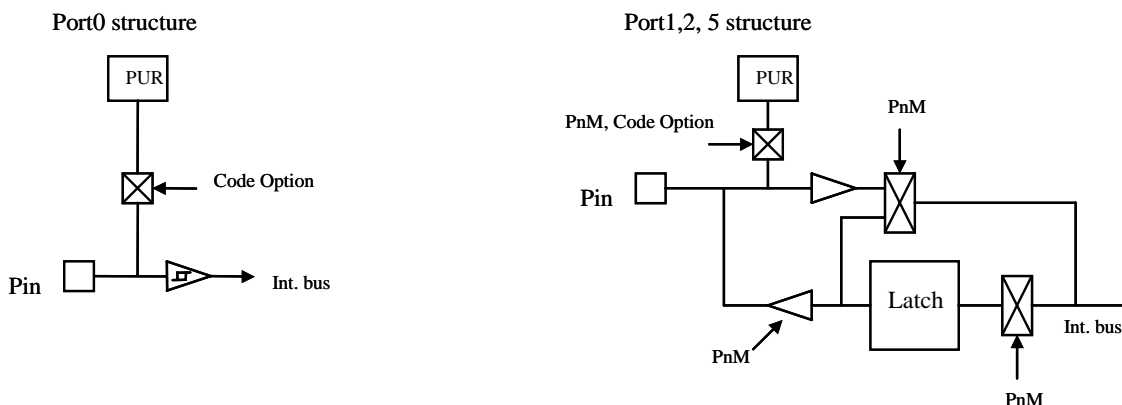 Port0 structure
PUR
Code Option
Pin
Int. bus
Port1,2, 5 structure
PUR
PnM, Code Option
PnM
Pin
Latch
Int. bus
PnM
PnM